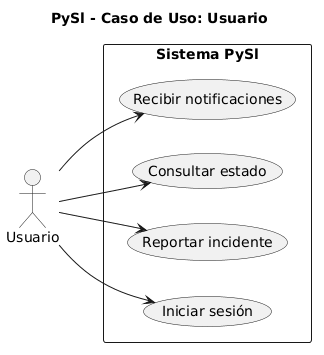 PySI - Caso de Uso: Usuario
Sistema PySI
Recibir notificaciones
Consultar estado
Usuario
Reportar incidente
Iniciar sesión